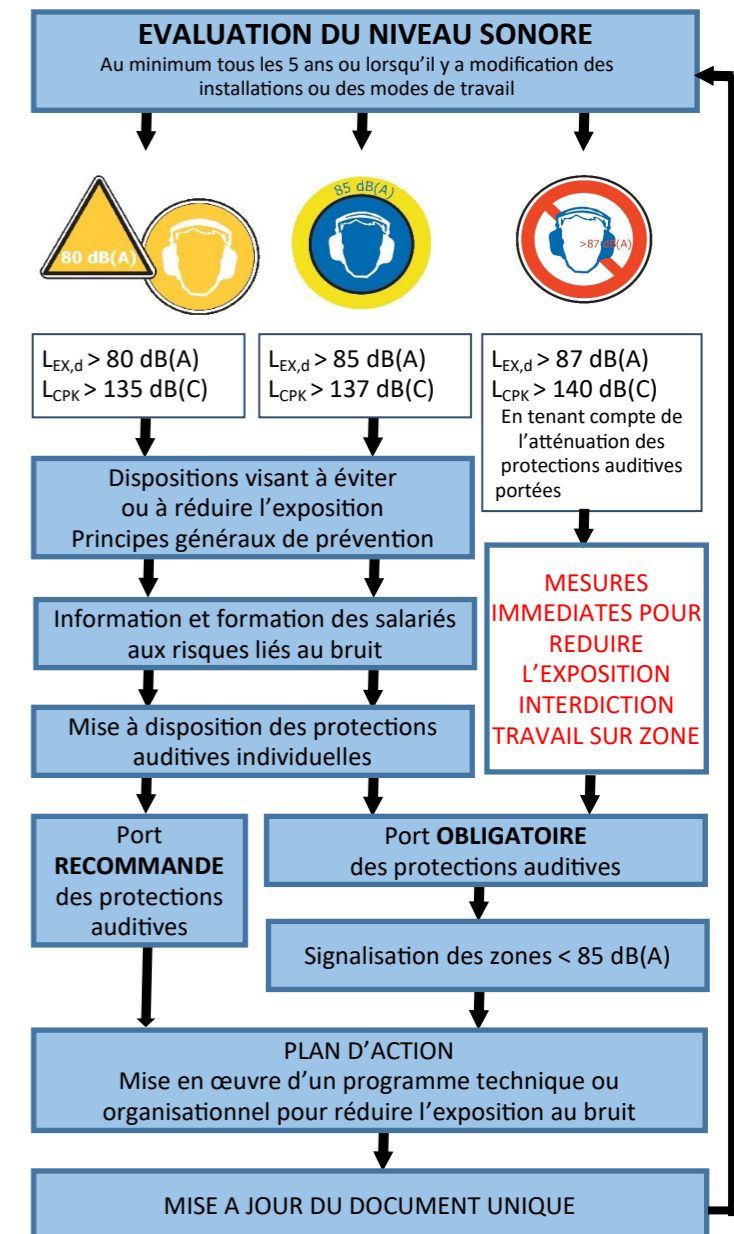 EVALUATION DU NIVEAU SONORE
Au minimum tous les 5 ans ou lorsqu'il y a modification des
installations ou des modes de travail
80 dB(A)
85 dB(A)
>87 dB(A)
L_EX,d > 80 dB(A)
L_CPK > 135 dB(C)
L_EX,d > 85 dB(A)
L_CPK > 137 dB(C)
L_EX,d > 87 dB(A)
L_CPK > 140 dB(C)
En tenant compte de
l'atténuation des
protections auditives
portées
Dispositions visant à éviter
ou à réduire l'exposition
Principes généraux de prévention
MESURES
IMMEDIATES POUR
REDUIRE
L'EXPOSITION
INTERDICTION
TRAVAIL SUR ZONE
Information et formation des salariés
aux risques liés au bruit
Mise à disposition des protections
auditives individuelles
Port
RECOMMANDE
des protections
auditives
Port OBLIGATOIRE
des protections auditives
Signalisation des zones < 85 dB(A)
PLAN D'ACTION
Mise en œuvre d'un programme technique ou
organisationnel pour réduire l'exposition au bruit
MISE A JOUR DU DOCUMENT UNIQUE